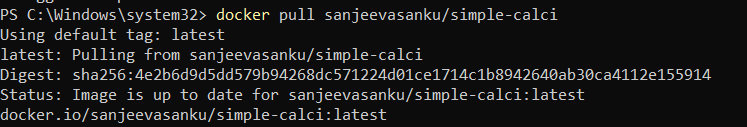 PS C:\Windows\system32> docker pull sanjeevasanku/simple-calci
Using default tag: latest
latest: Pulling from sanjeevasanku/simple-calci
Digest: sha256:4e2b6d9d5dd579b94268dc571224d01ce1714c1b8942640ab30ca4112e155914
Status: Image is up to date for sanjeevasanku/simple-calci:latest
docker.io/sanjeevasanku/simple-calci:latest